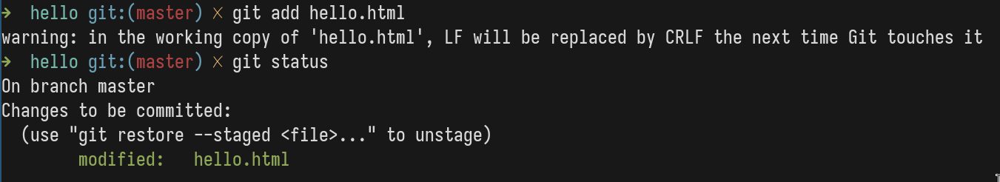 → hello git:(master) ✗ git add hello.html
warning: in the working copy of 'hello.html', LF will be replaced by CRLF the next time Git touches it
→ hello git:(master) ✗ git status
On branch master
Changes to be committed:
  (use "git restore --staged <file>..." to unstage)
        modified:   hello.html